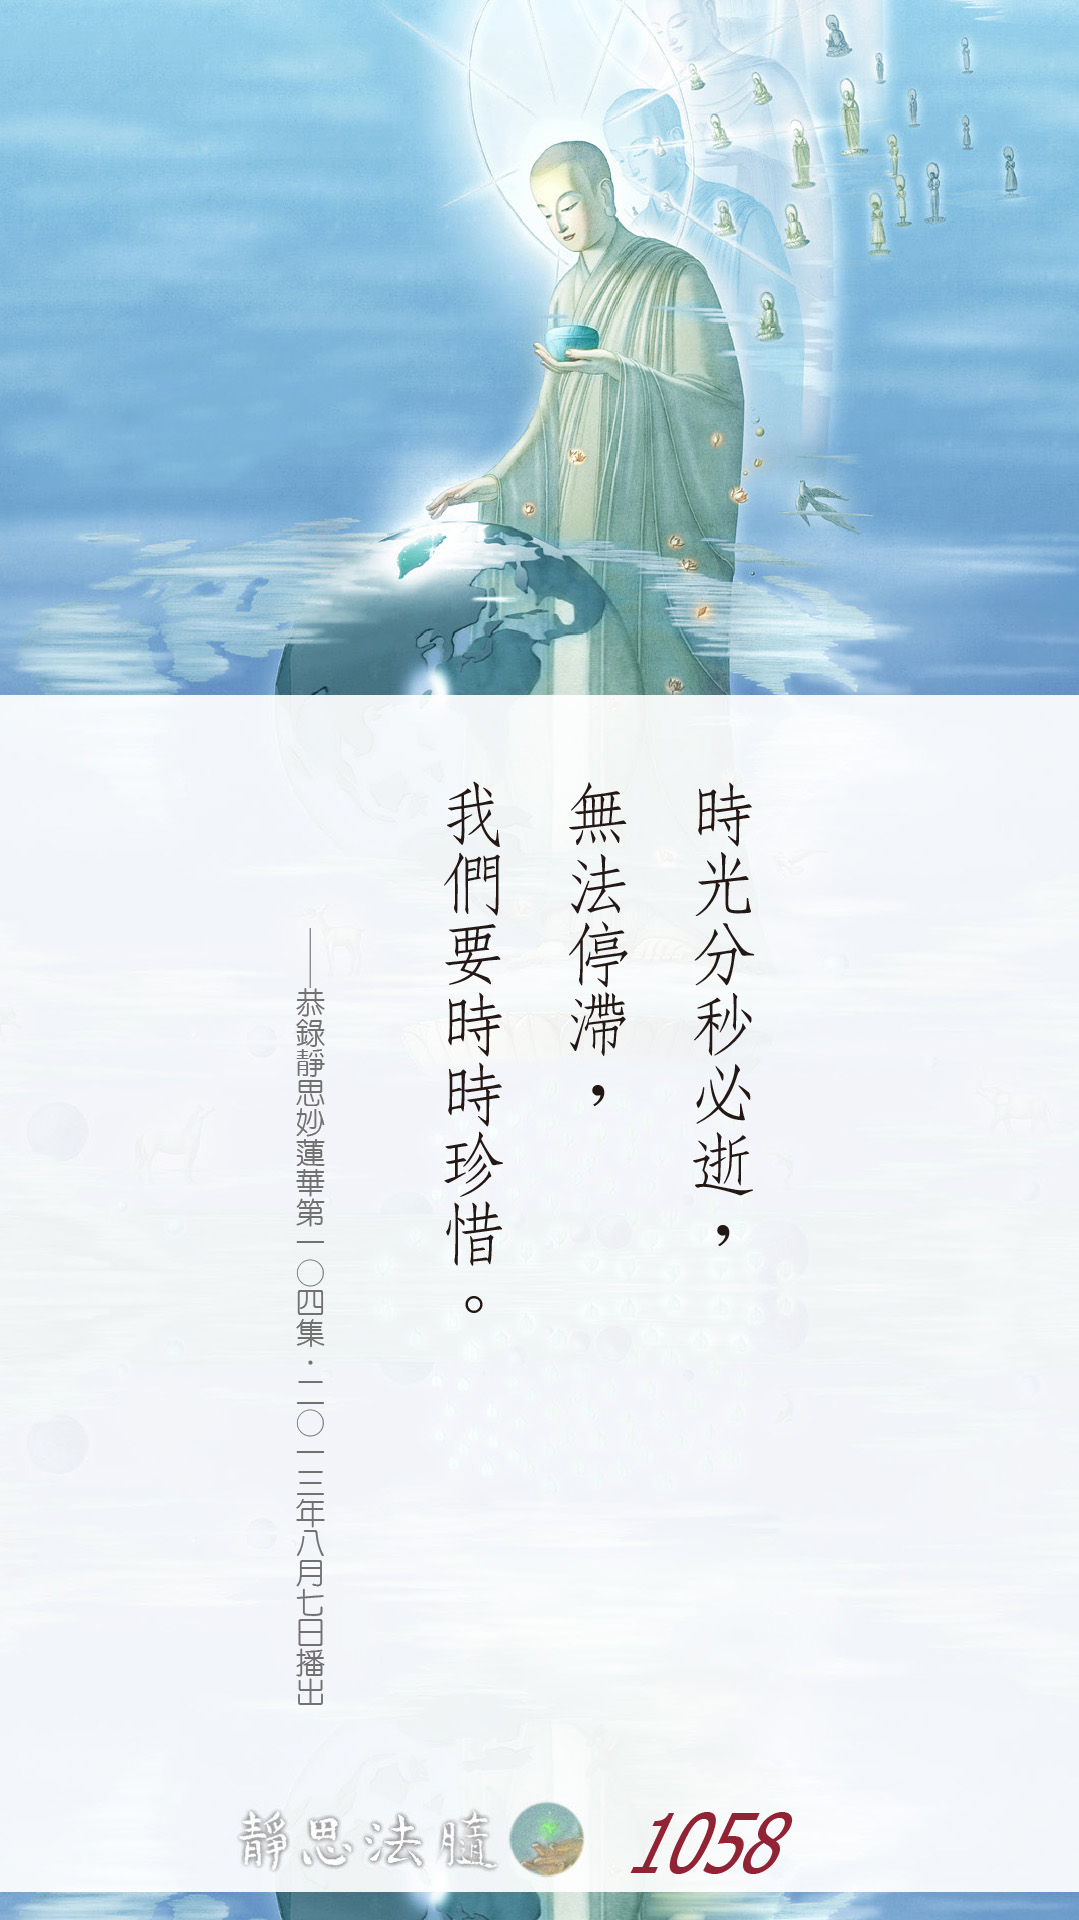 時光分秒必逝，
無法停滯，
我們要時時珍惜。
——恭錄靜思妙蓮華第一〇四集．二〇一三年八月七日播出
靜思法髓
1058